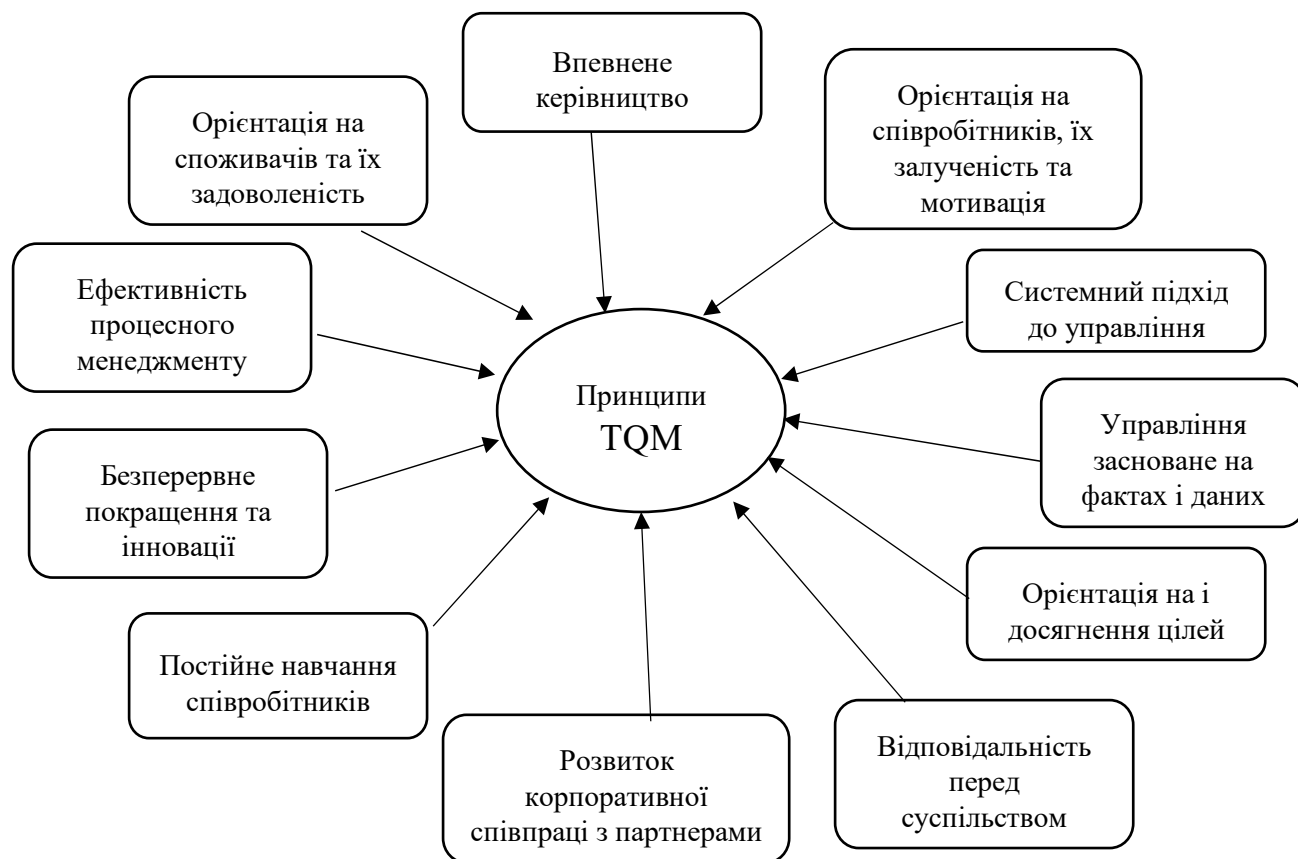 Впевнене
керівництво
Орієнтація на
співробітників, їх
залученість та
мотивація
Орієнтація на
споживачів та їх
задоволеність
Ефективність
процесного
менеджменту
Системний підхід
до управління
Принципи
TQM
Управління
засноване на
фактах і даних
Безперервне
покращення та
інновації
Орієнтація на і
досягнення цілей
Постійне навчання
співробітників
Розвиток
корпоративної
співпраці з партнерами
Відповідальність
перед
суспільством